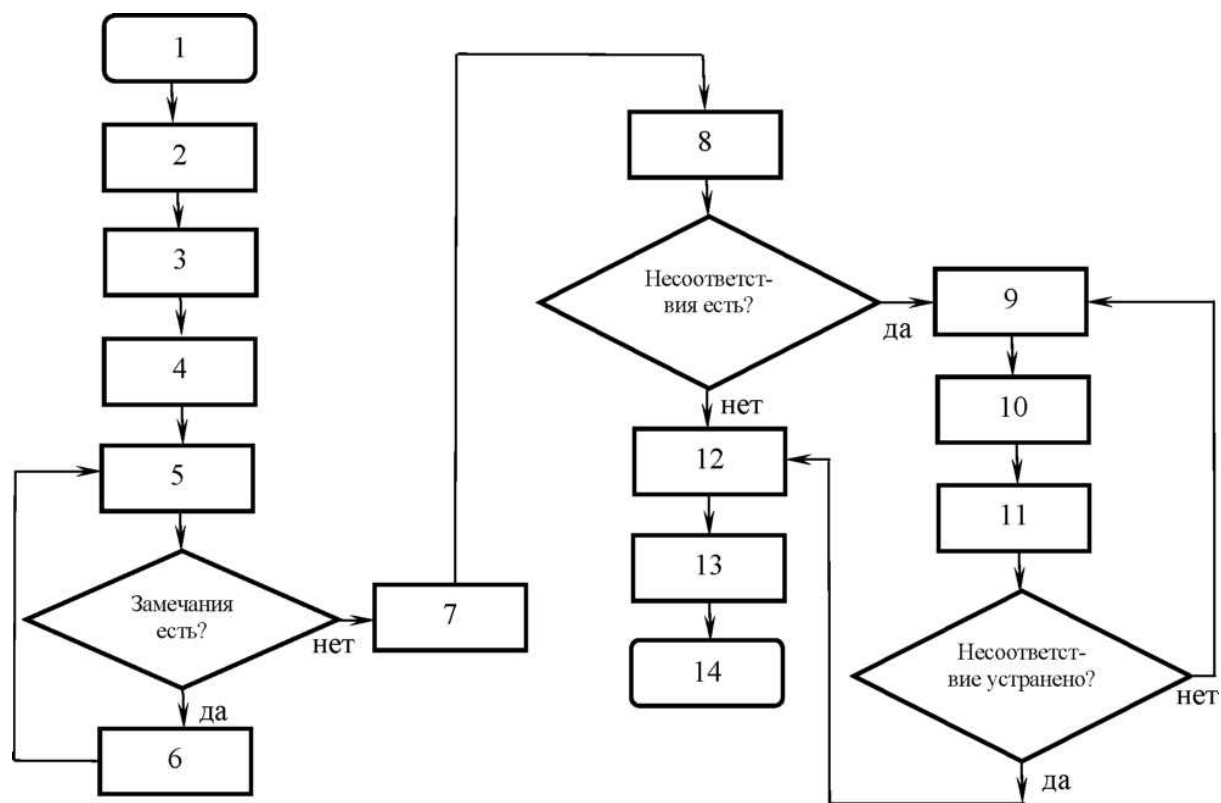 1
2
3
4
5
Замечания
есть?
нет
да
6
7
8
Несоответст-
вия есть?
да
нет
9
10
11
12
13
14
Несоответст-
вие устранено?
нет
да